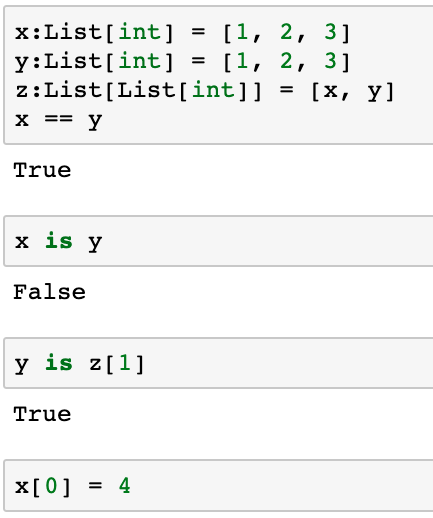 x:List[int] = [1, 2, 3]
y:List[int] = [1, 2, 3]
z:List[List[int]] = [x, y]
x == y
True
x is y
False
y is z[1]
True
x[0] = 4